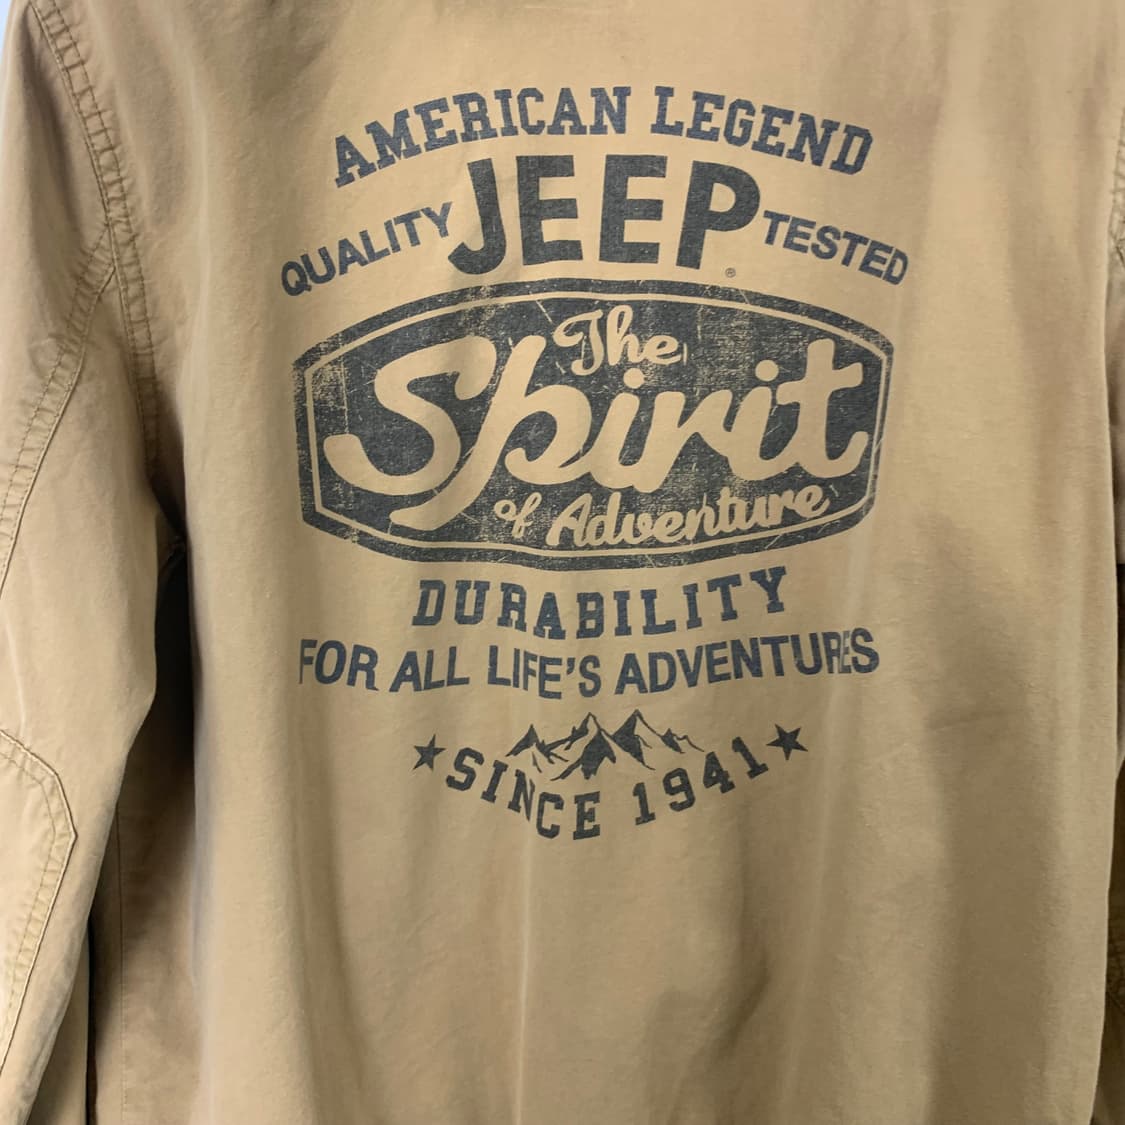 AMERICAN LEGEND
QUALITY JEEP® TESTED
The
Spirit
of Adventure
DURABILITY
FOR ALL LIFE'S ADVENTURES
SINCE 1941